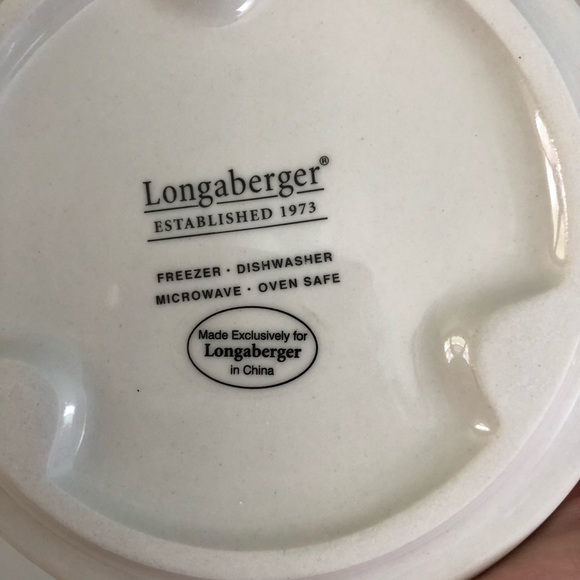 Longaberger®
ESTABLISHED 1973
FREEZER · DISHWASHER
MICROWAVE · OVEN SAFE
Made Exclusively for
Longaberger
in China